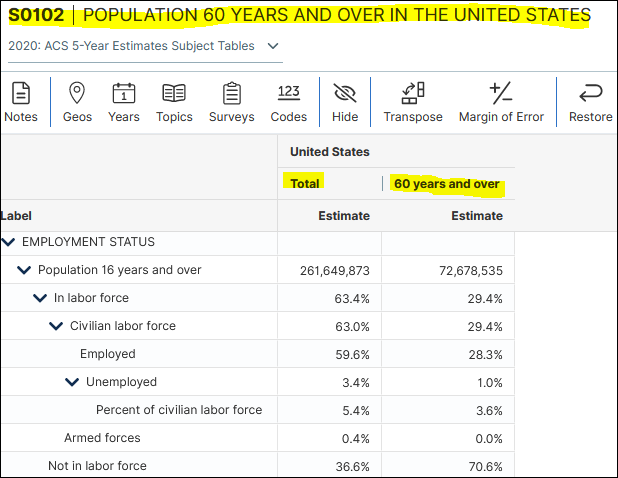 S0102 | POPULATION 60 YEARS AND OVER IN THE UNITED STATES
2020: ACS 5-Year Estimates Subject Tables
Notes Geos Years Topics Surveys Codes Hide Transpose Margin of Error Restore
1
123
+/-
United States
Total 60 years and over
Label Estimate Estimate
EMPLOYMENT STATUS
Population 16 years and over 261,649,873 72,678,535
In labor force 63.4% 29.4%
Civilian labor force 63.0% 29.4%
Employed 59.6% 28.3%
Unemployed 3.4% 1.0%
Percent of civilian labor force 5.4% 3.6%
Armed forces 0.4% 0.0%
Not in labor force 36.6% 70.6%